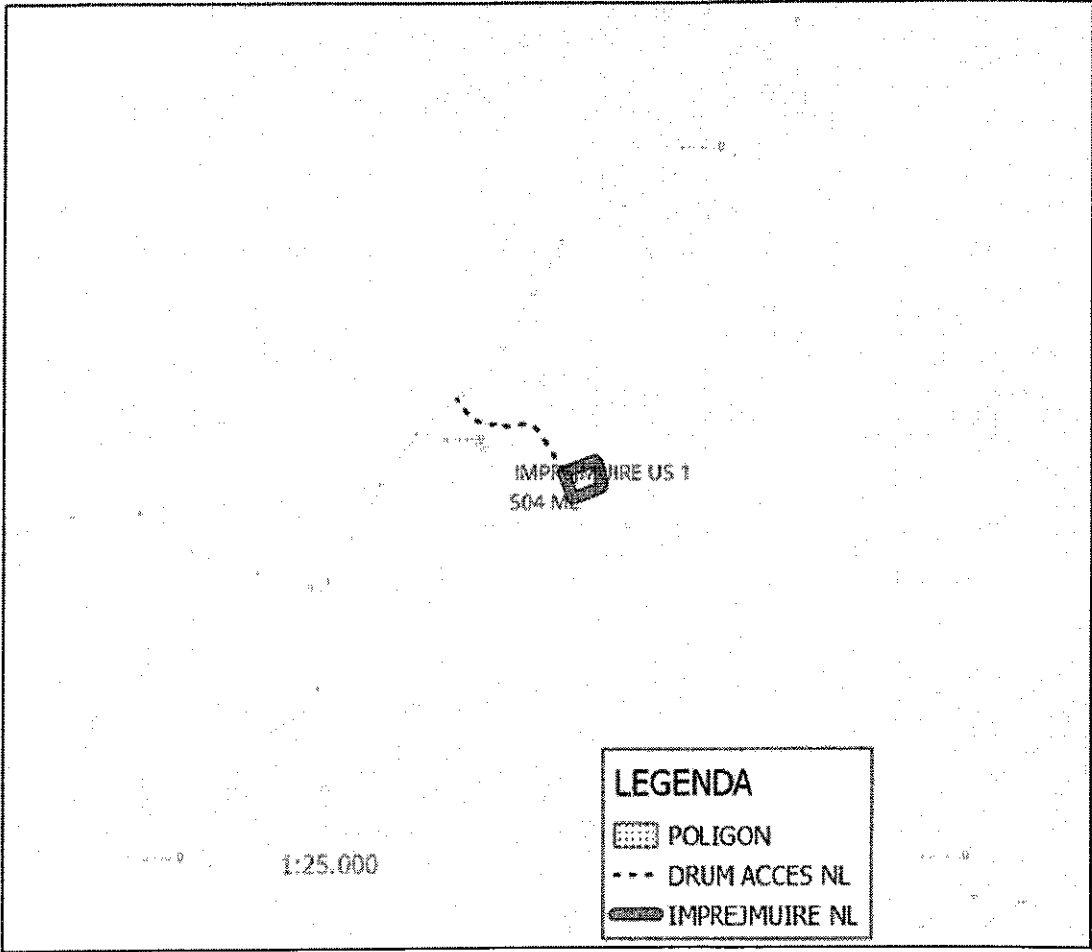 IMPREJMUIRE US 1
504 ML
1:25.000
LEGENDA
POLIGON
DRUM ACCES NL
IMPREJMUIRE NL